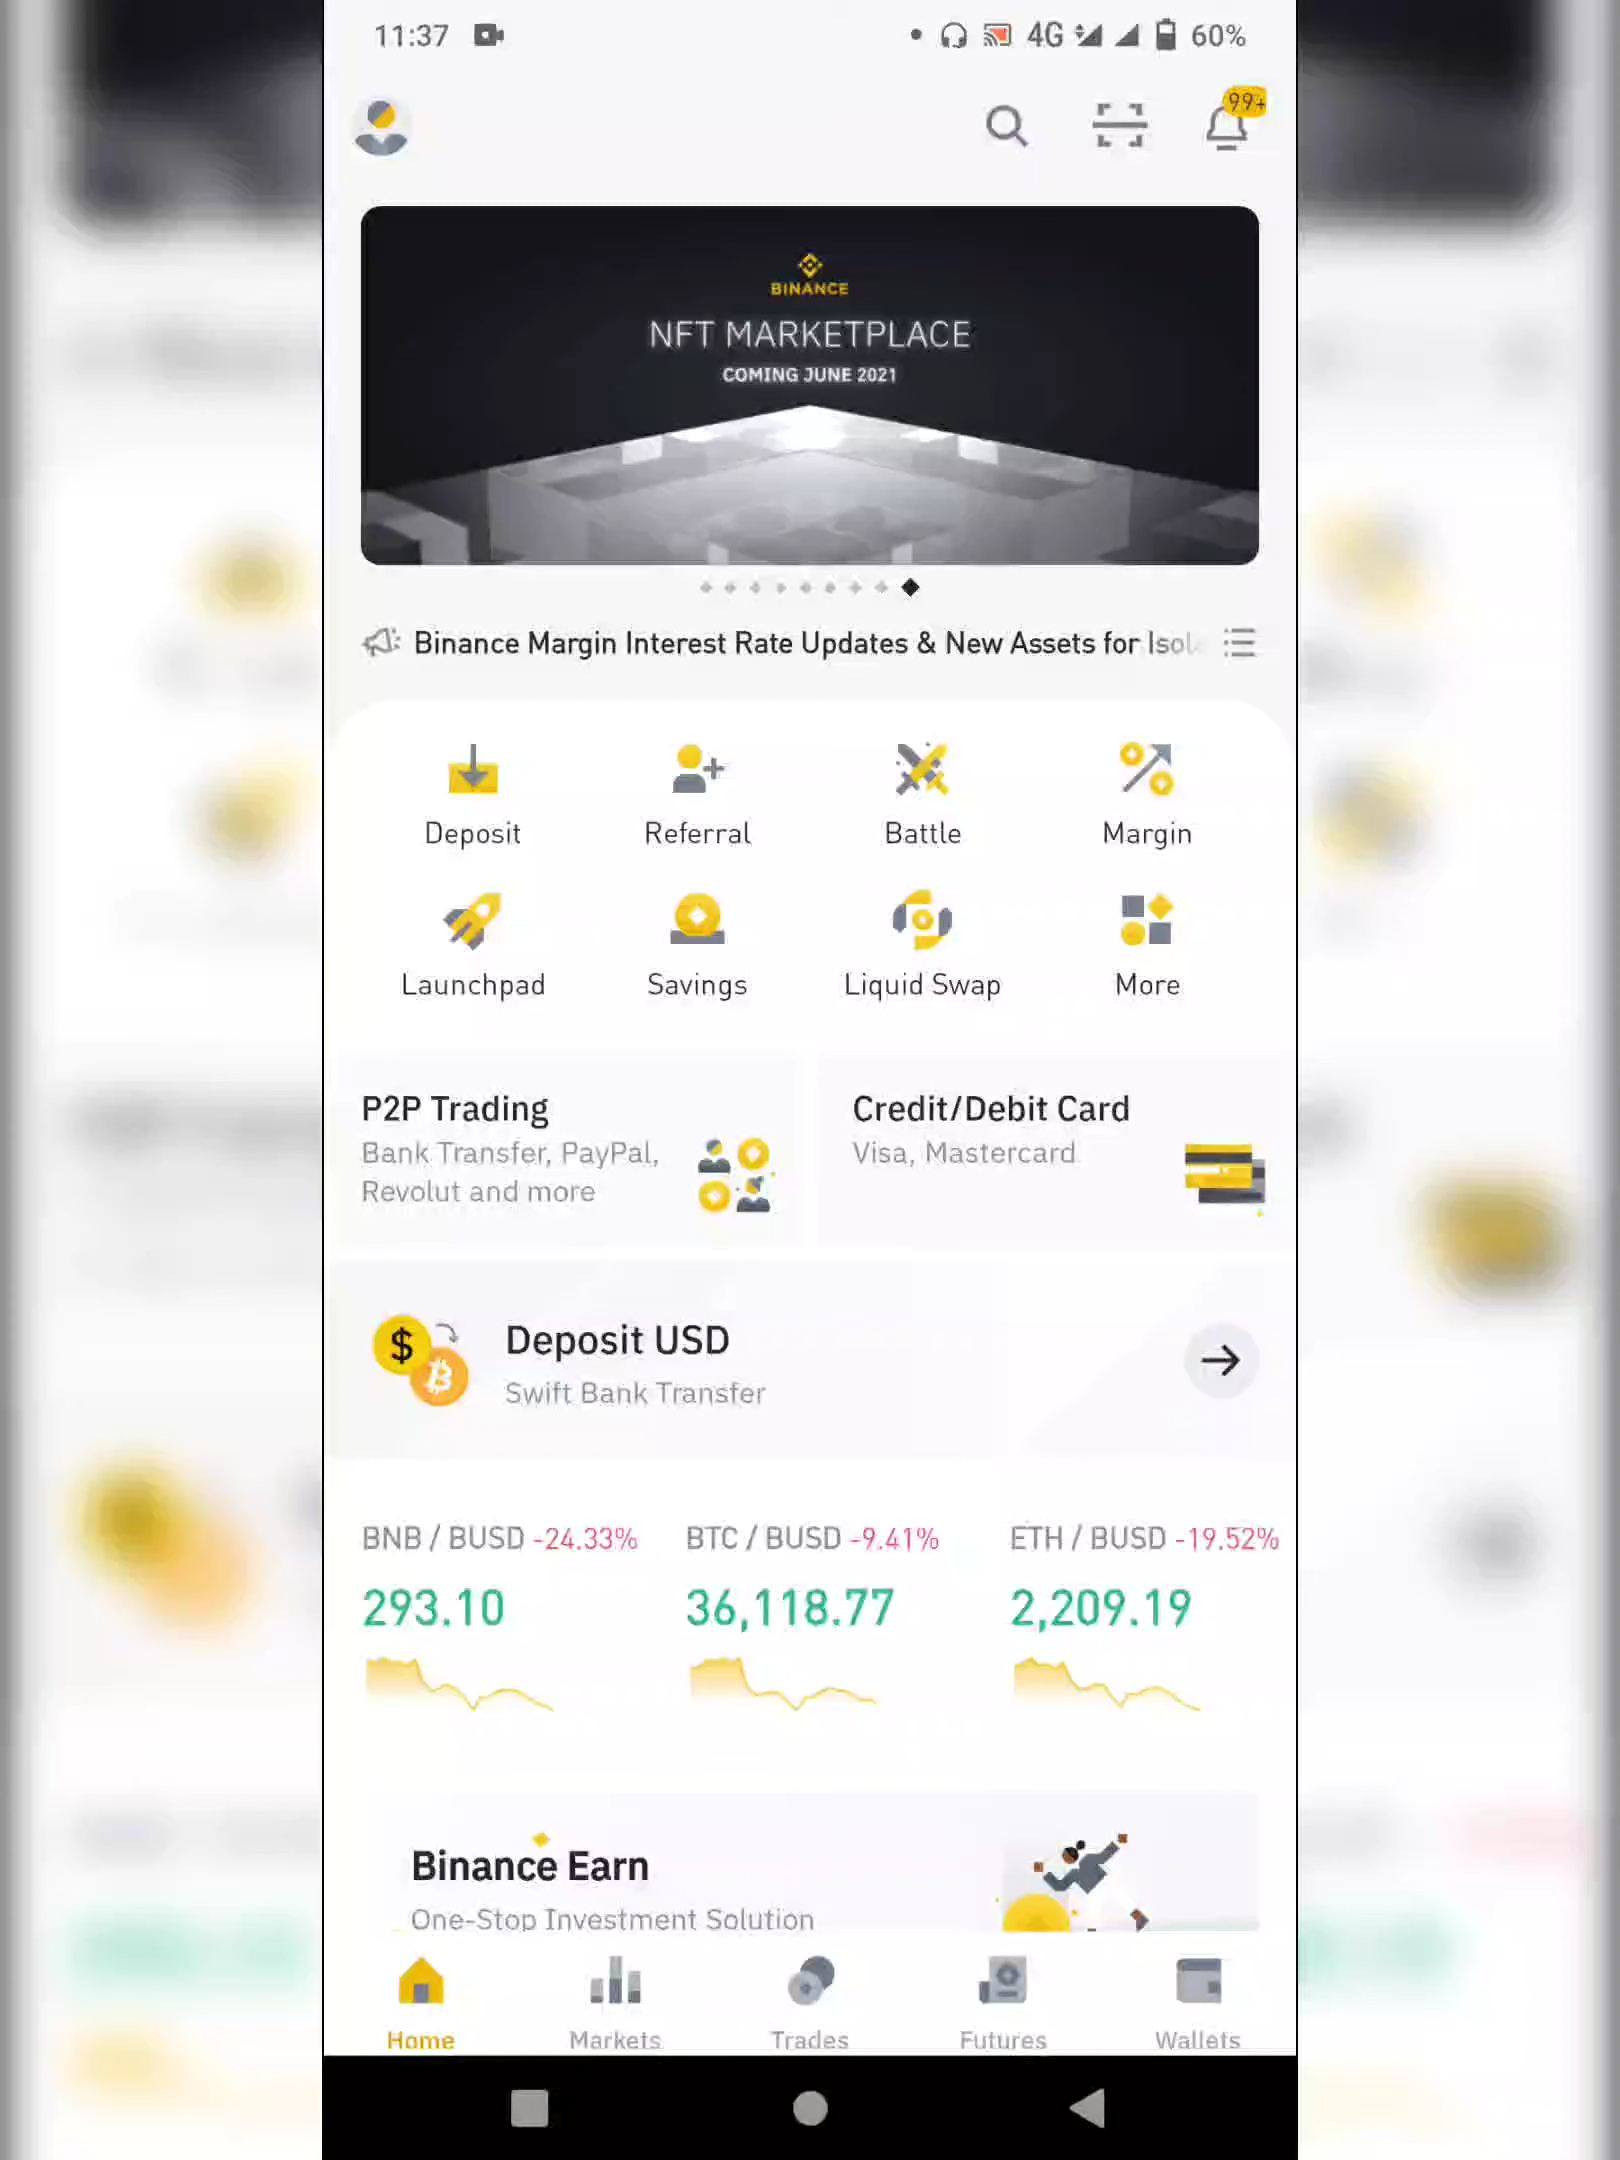 11:37
4G 60%
99+
BINANCE
NFT MARKETPLACE
COMING JUNE 2021
Binance Margin Interest Rate Updates & New Assets for Isol
Deposit Referral Battle Margin
Launchpad Savings Liquid Swap More
P2P Trading
Bank Transfer, PayPal,
Revolut and more
Credit/Debit Card
Visa, Mastercard
Deposit USD
Swift Bank Transfer
BNB / BUSD -24.33% BTC / BUSD -9.41% ETH / BUSD -19.52%
293.10 36,118.77 2,209.19
Binance Earn
One-Stop Investment Solution
Home Markets Trades Futures Wallets